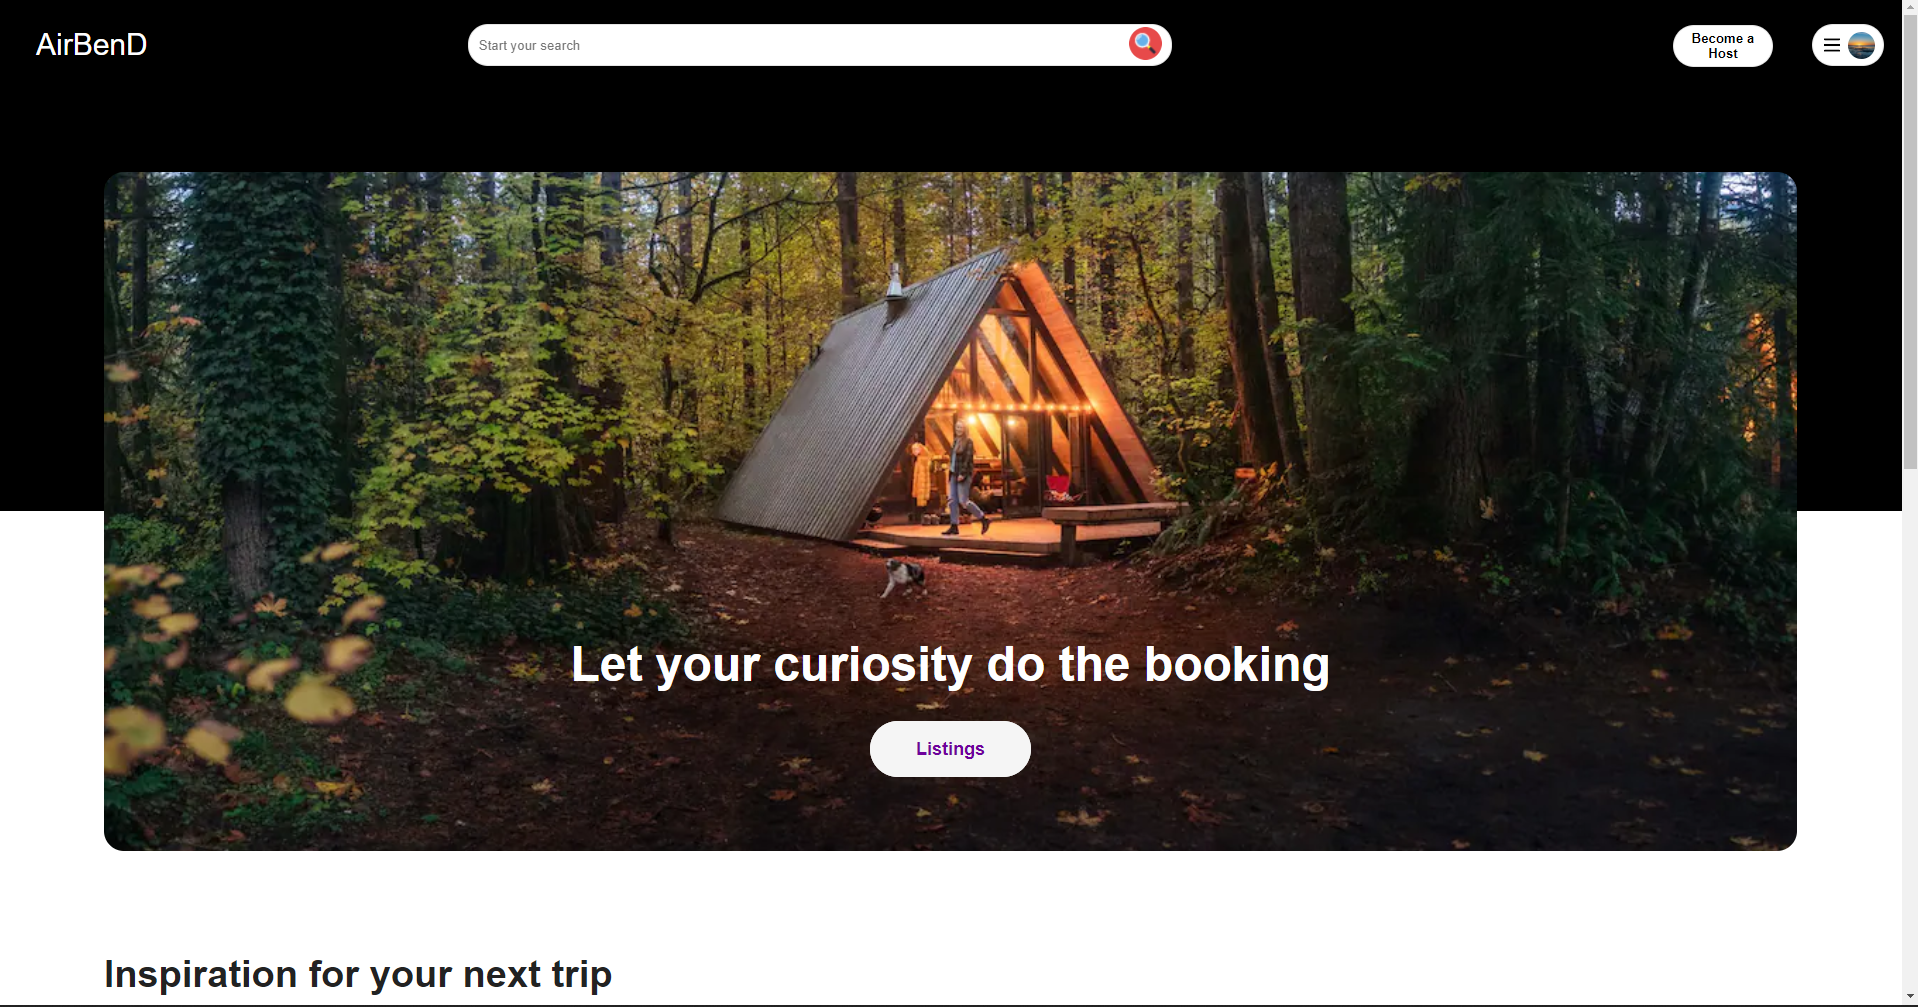 AirBenD
Start your search
Become a
Host
Let your curiosity do the booking
Listings
Inspiration for your next trip